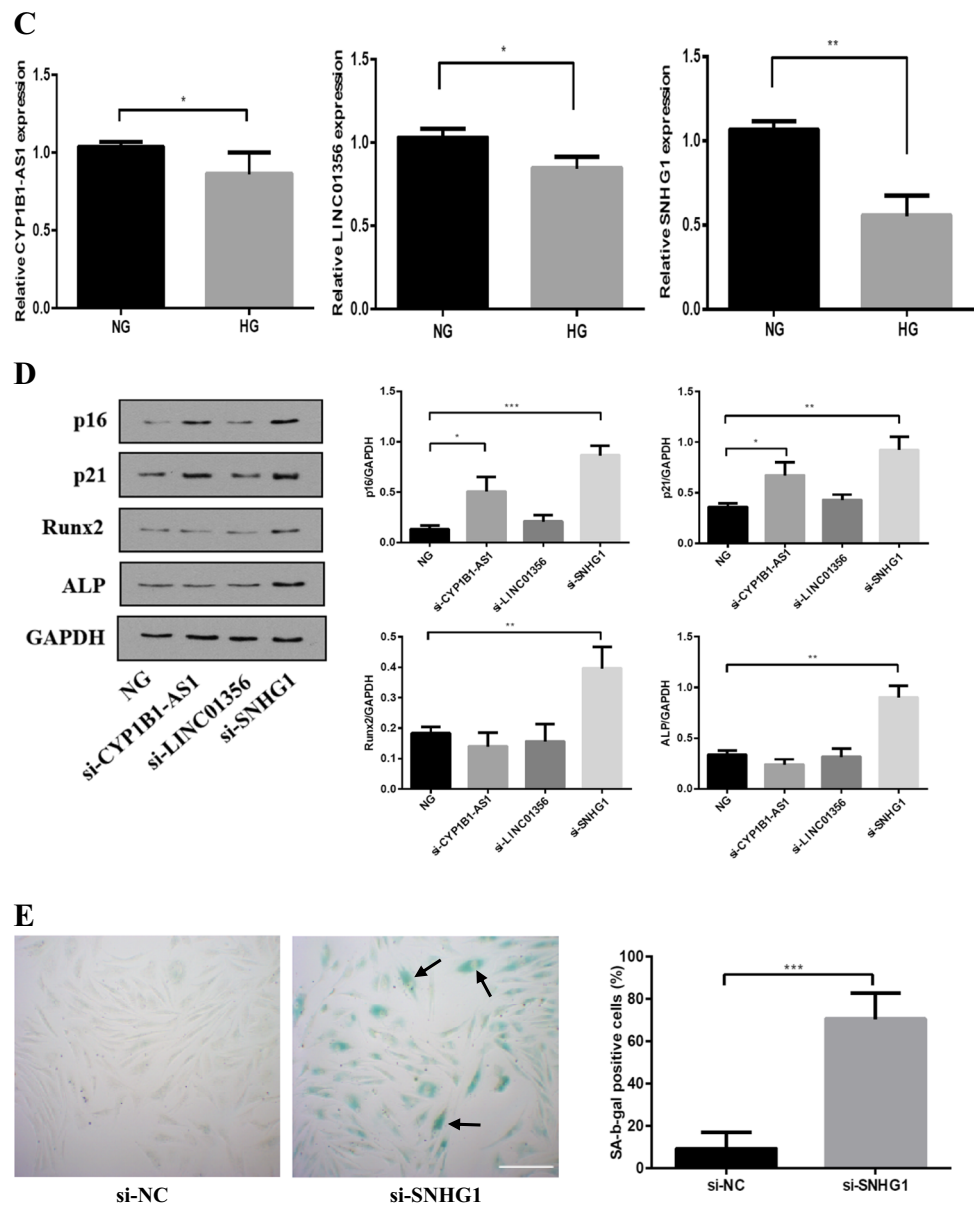 C
Relative CYP1B1-AS1 expression
1.5
1.0
0.5
0.0
*
NG
HG
Relative LINC01356 expression
1.5
1.0
0.5
0.0
*
NG
HG
Relative SNHG1 expression
1.5
1.0
0.5
0.0
**
NG
HG
D
p16
p21
Runx2
ALP
GAPDH
NG
si-CYP1B1-AS1
si-LINC01356
si-SNHG1
p16/GAPDH
1.5
1.0
0.5
0.0
***
*
NG
si-CYP1B1-AS1
si-LINC01356
si-SNHG1
p21/GAPDH
1.5
1.0
0.5
0.0
**
*
NG
si-CYP1B1-AS1
si-LINC01356
si-SNHG1
Runx2/GAPDH
0.5
0.4
0.3
0.2
0.1
0.0
**
NG
si-CYP1B1-AS1
si-LINC01356
si-SNHG1
ALP/GAPDH
1.5
1.0
0.5
0.0
**
NG
si-CYP1B1-AS1
si-LINC01356
si-SNHG1
E
si-NC
si-SNHG1
SA-b-gal positive cells (%)
100
80
60
40
20
0
***
si-NC
si-SNHG1